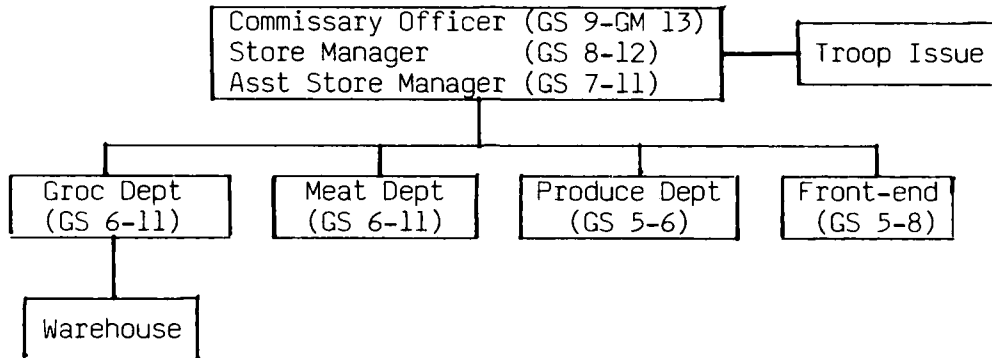 Commissary Officer (GS 9-GM 13)
Store Manager (GS 8-12)
Asst Store Manager (GS 7-11)
Troop Issue
Groc Dept
(GS 6-11)
Meat Dept
(GS 6-11)
Produce Dept
(GS 5-6)
Front-end
(GS 5-8)
Warehouse